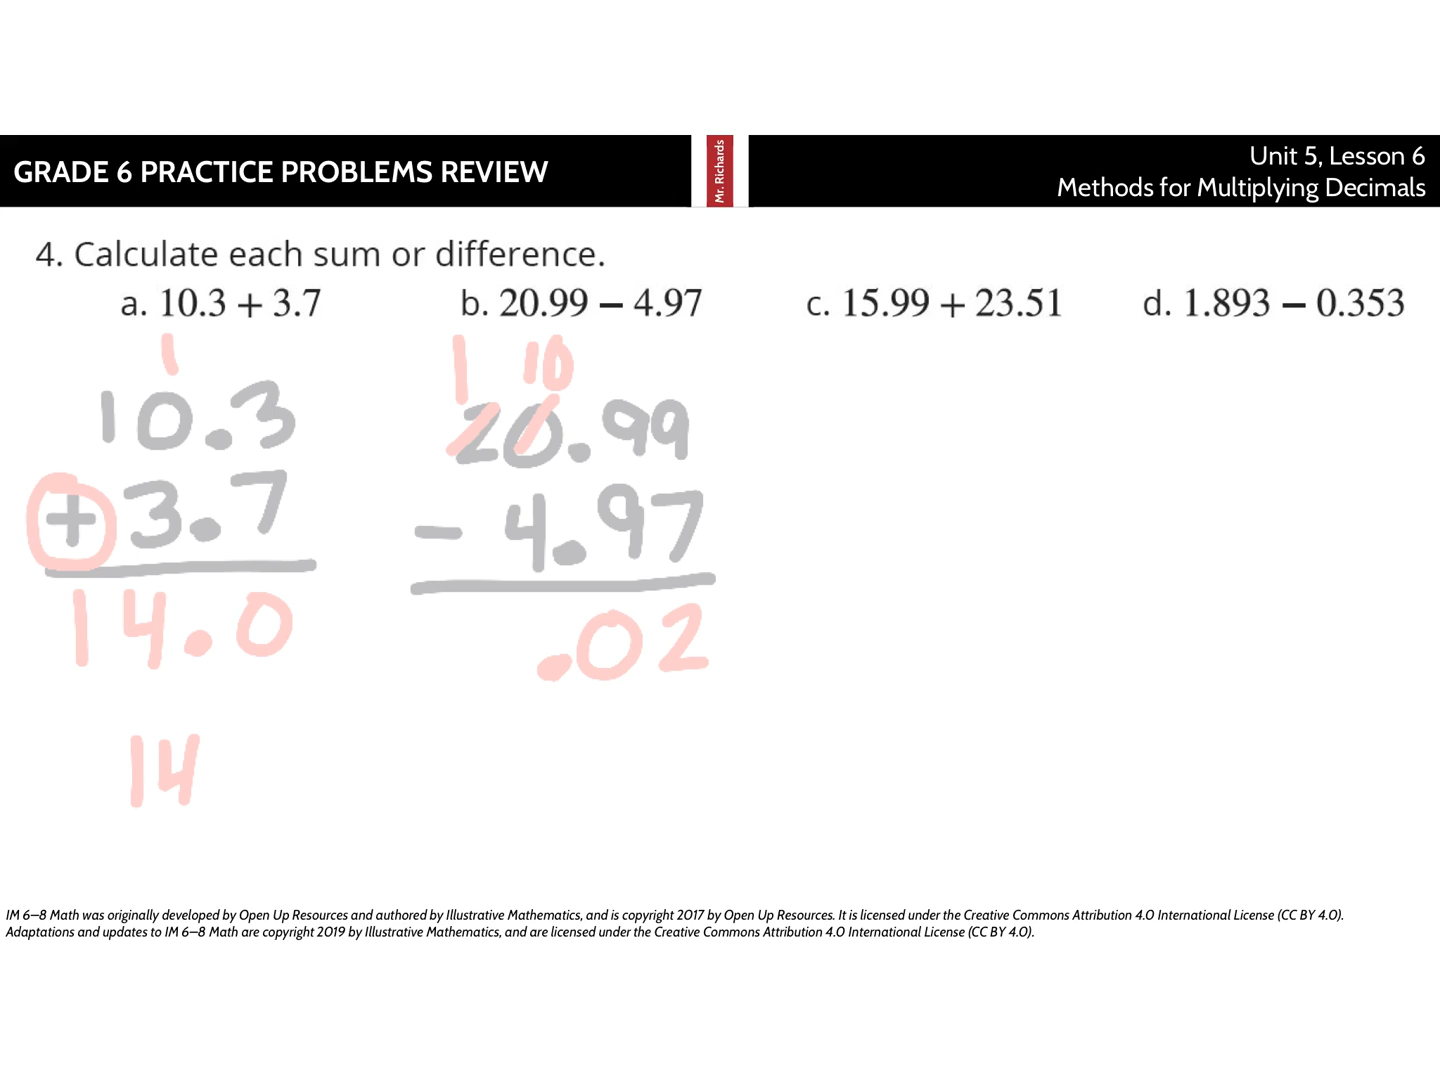 GRADE 6 PRACTICE PROBLEMS REVIEW
Mr. Richards
Unit 5, Lesson 6
Methods for Multiplying Decimals
4. Calculate each sum or difference.
a. 10.3 + 3.7
b. 20.99 − 4.97
c. 15.99 + 23.51
d. 1.893 − 0.353
1
10.3
+ 3.7
14.0
14
1 10
20.99
- 4.97
.02
IM 6–8 Math was originally developed by Open Up Resources and authored by Illustrative Mathematics, and is copyright 2017 by Open Up Resources. It is licensed under the Creative Commons Attribution 4.0 International License (CC BY 4.0).
Adaptations and updates to IM 6–8 Math are copyright 2019 by Illustrative Mathematics, and are licensed under the Creative Commons Attribution 4.0 International License (CC BY 4.0).